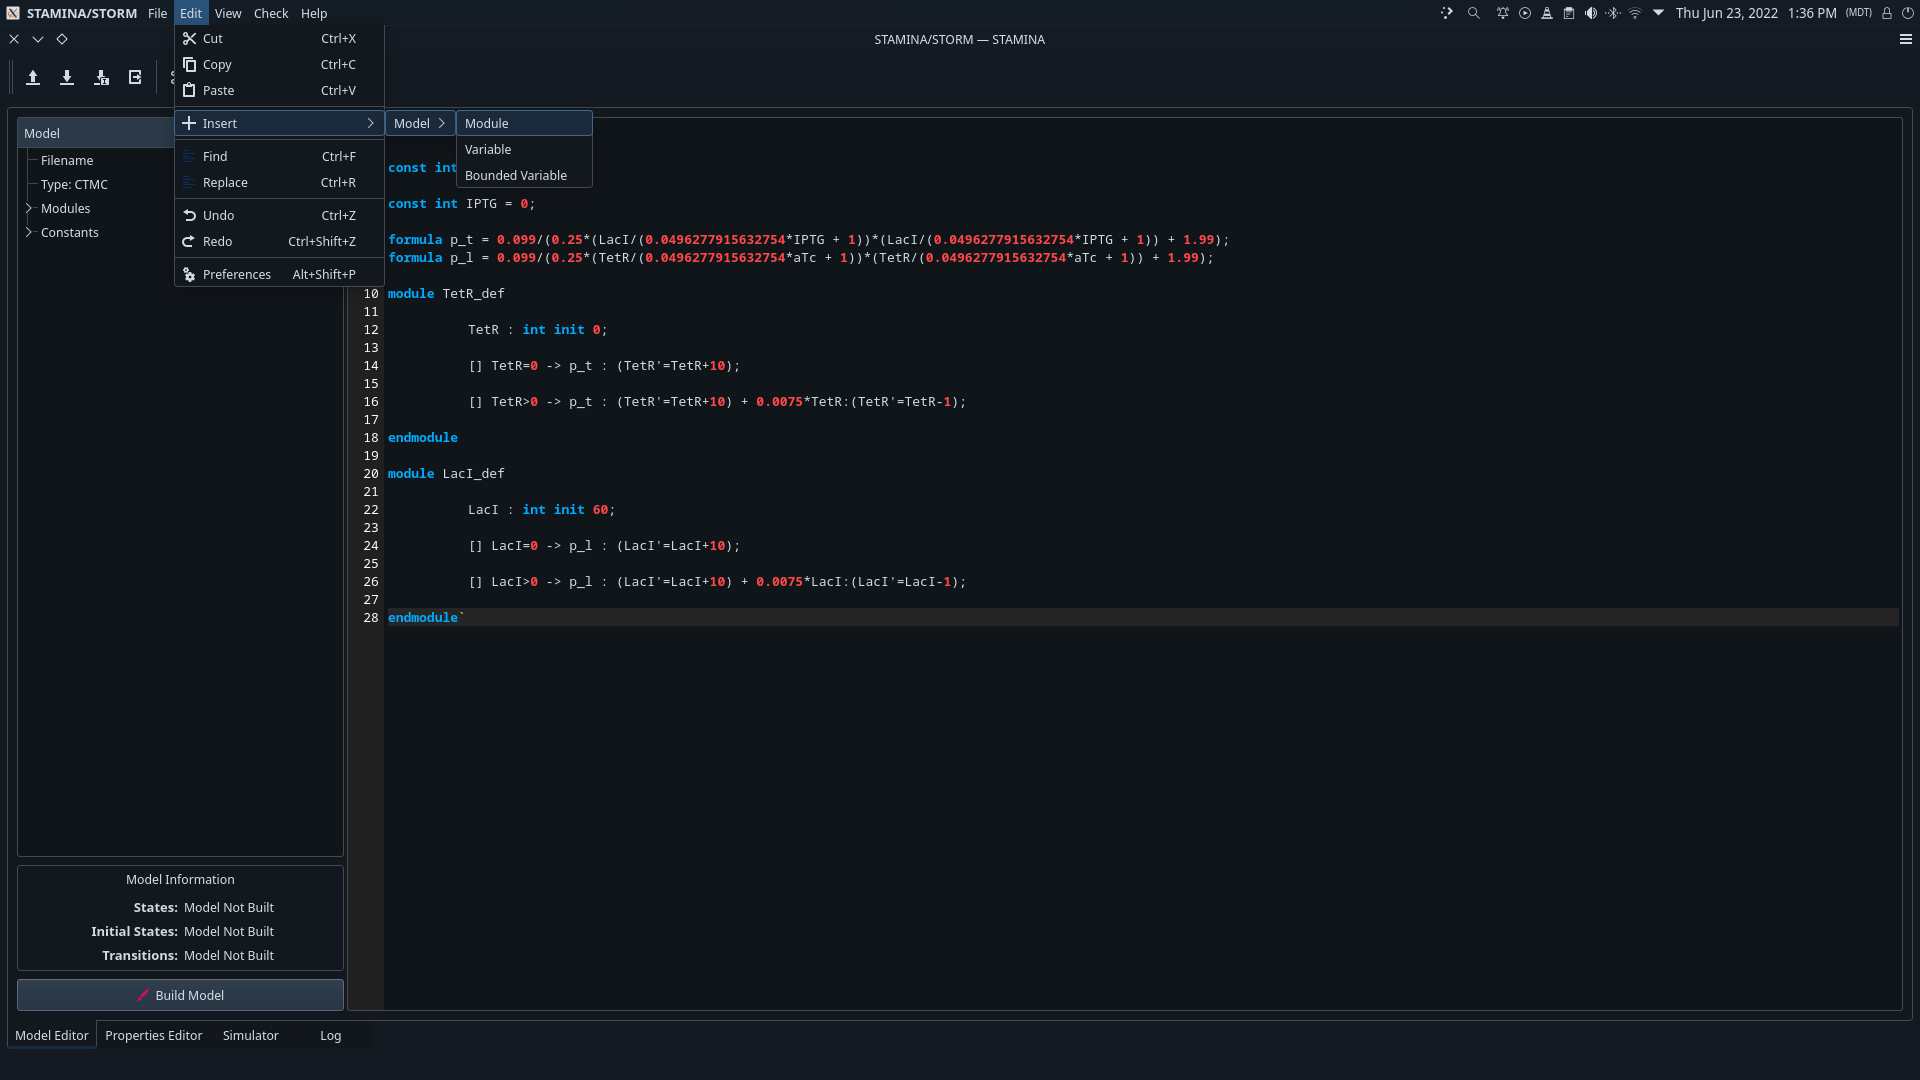 STAMINA/STORM File Edit View Check Help
Thu Jun 23, 2022 1:36 PM (MDT)
STAMINA/STORM — STAMINA
Cut Ctrl+X
Copy Ctrl+C
Paste Ctrl+V
Insert
Find Ctrl+F
Replace Ctrl+R
Undo Ctrl+Z
Redo Ctrl+Shift+Z
Preferences Alt+Shift+P
Model
Module
Variable
Bounded Variable
Model
Filename
Type: CTMC
Modules
Constants
const int
const int IPTG = 0;
formula p_t = 0.099/(0.25*(LacI/(0.0496277915632754*IPTG + 1))*(LacI/(0.0496277915632754*IPTG + 1)) + 1.99);
formula p_l = 0.099/(0.25*(TetR/(0.0496277915632754*aTc + 1))*(TetR/(0.0496277915632754*aTc + 1)) + 1.99);
10 module TetR_def
11
12 TetR : int init 0;
13
14 [] TetR=0 -> p_t : (TetR'=TetR+10);
15
16 [] TetR>0 -> p_t : (TetR'=TetR+10) + 0.0075*TetR:(TetR'=TetR-1);
17
18 endmodule
19
20 module LacI_def
21
22 LacI : int init 60;
23
24 [] LacI=0 -> p_l : (LacI'=LacI+10);
25
26 [] LacI>0 -> p_l : (LacI'=LacI+10) + 0.0075*LacI:(LacI'=LacI-1);
27
28 endmodule`
Model Information
States: Model Not Built
Initial States: Model Not Built
Transitions: Model Not Built
Build Model
Model Editor Properties Editor Simulator Log